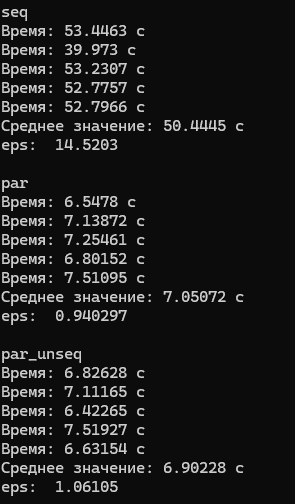 seq
Время: 53.4463 с
Время: 39.973 с
Время: 53.2307 с
Время: 52.7757 с
Время: 52.7966 с
Среднее значение: 50.4445 с
eps:  14.5203
par
Время: 6.5478 с
Время: 7.13872 с
Время: 7.25461 с
Время: 6.80152 с
Время: 7.51095 с
Среднее значение: 7.05072 с
eps:  0.940297
par_unseq
Время: 6.82628 с
Время: 7.11165 с
Время: 6.42265 с
Время: 7.51927 с
Время: 6.63154 с
Среднее значение: 6.90228 с
eps:  1.06105